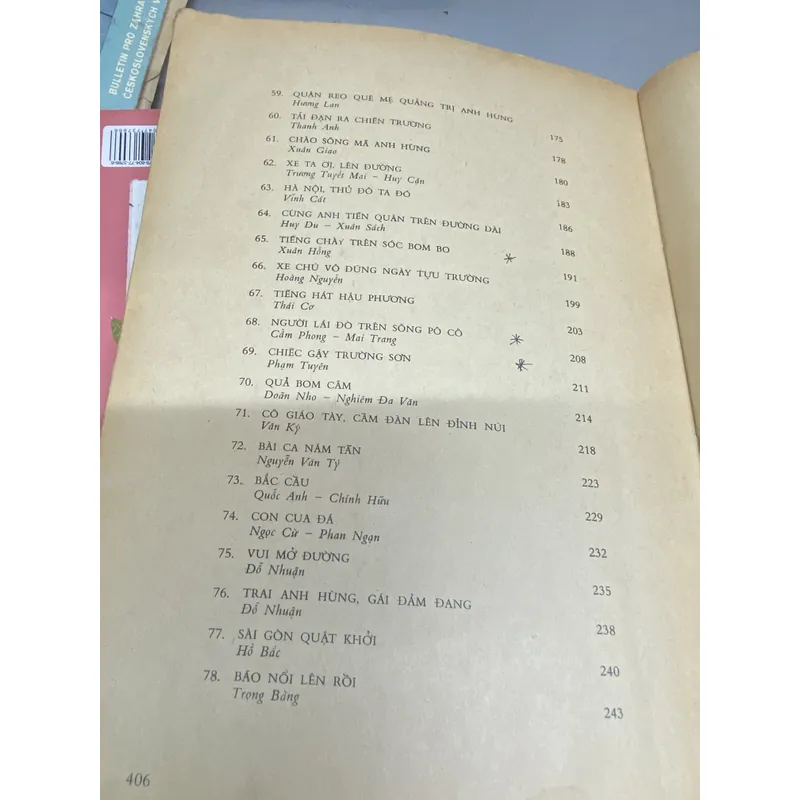 BULLETIN PRO ZAHRA
ČESKOSLOVENSKÝCH V
59. QUÂN REO QUÊ MẸ QUẢNG TRỊ ANH HÙNG 175
Hương Lan
60. TẢI ĐẠN RA CHIẾN TRƯỜNG 178
Thanh Anh
61. CHÀO SÔNG MÃ ANH HÙNG 180
Xuân Giao
62. XE TA ƠI, LÊN ĐƯỜNG 183
Trương Tuyết Mai – Huy Cận
63. HÀ NỘI, THỦ ĐÔ TA ĐÓ 186
Vĩnh Cát
64. CÙNG ANH TIẾN QUÂN TRÊN ĐƯỜNG DÀI 188
Huy Du – Xuân Sách
65. TIẾNG CHÀY TRÊN SÓC BOM BO 191
Xuân Hồng
66. XE CHÚ VÔ ĐÚNG NGÀY TỰU TRƯỜNG 199
Hoàng Nguyễn
67. TIẾNG HÁT HẬU PHƯƠNG 203
Thái Cơ
68. NGƯỜI LÁI ĐÒ TRÊN SÔNG PÔ CÔ 208
Cẩm Phong – Mai Trang
69. CHIẾC GẬY TRƯỜNG SƠN 211
Phạm Tuyên
70. QUẢ BOM CÂM 214
Doãn Nho – Nghiêm Đa Văn
71. CÔ GIÁO TÀY, CẦM ĐÀN LÊN ĐỈNH NÚI 218
Văn Ký
72. BÀI CA NĂM TẤN 223
Nguyễn Văn Tý
73. BẮC CẦU 229
Quốc Anh – Chính Hữu
74. CON CUA ĐÁ 232
Ngọc Cừ – Phan Ngạn
75. VUI MỞ ĐƯỜNG 235
Đỗ Nhuận
76. TRAI ANH HÙNG, GÁI ĐẢM ĐANG 238
Đỗ Nhuận
77. SÀI GÒN QUẬT KHỞI 240
Hồ Bắc
78. BÃO NỔI LÊN RỒI 243
Trọng Bằng
406